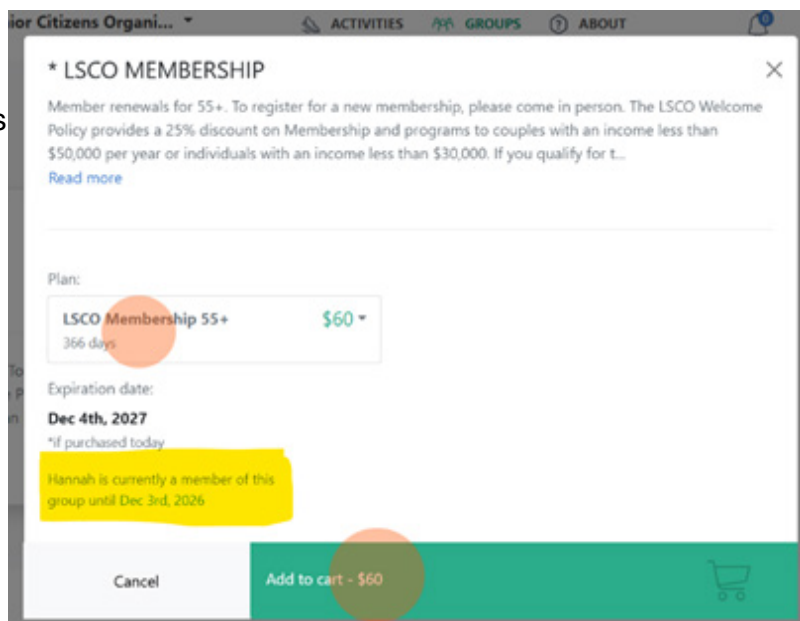 ior Citizens Organi...
ACTIVITIES
GROUPS
ABOUT
0
* LSCO MEMBERSHIP
Member renewals for 55+. To register for a new membership, please come in person. The LSCO Welcome
Policy provides a 25% discount on Membership and programs to couples with an income less than
$50,000 per year or individuals with an income less than $30,000. If you qualify for t...
Read more
s
Plan:
LSCO Membership 55+ $60
366 days
To
P
n
Expiration date:
Dec 4th, 2027
*if purchased today
Hannah is currently a member of this
group until Dec 3rd, 2026
Cancel
Add to cart - $60